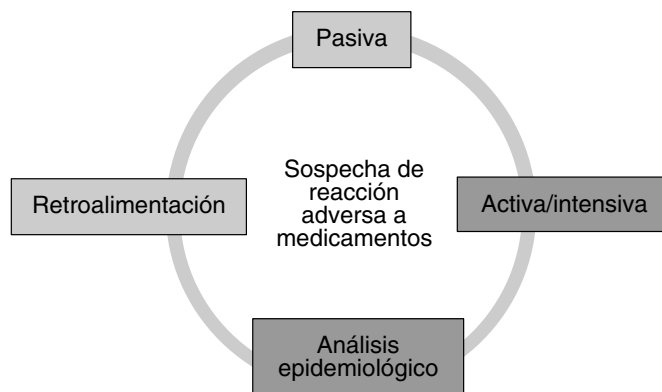 Pasiva
Sospecha de
reacción
adversa a
medicamentos
Retroalimentación
Activa/intensiva
Análisis
epidemiológico